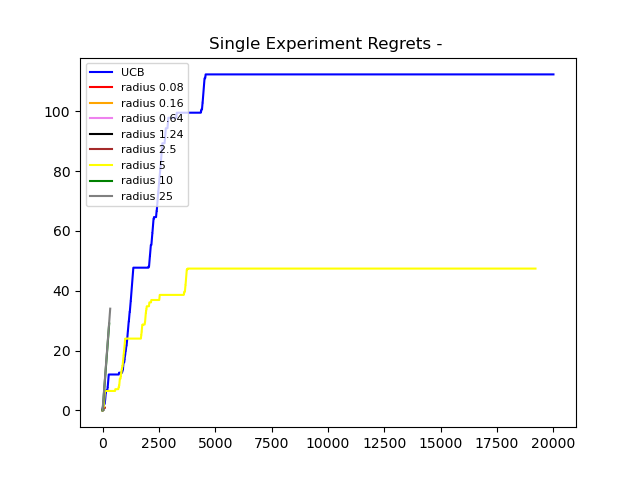 Single Experiment Regrets -
UCB
radius 0.08
radius 0.16
radius 0.64
radius 1.24
radius 2.5
radius 5
radius 10
radius 25
100
80
60
40
20
0
0 2500 5000 7500 10000 12500 15000 17500 20000